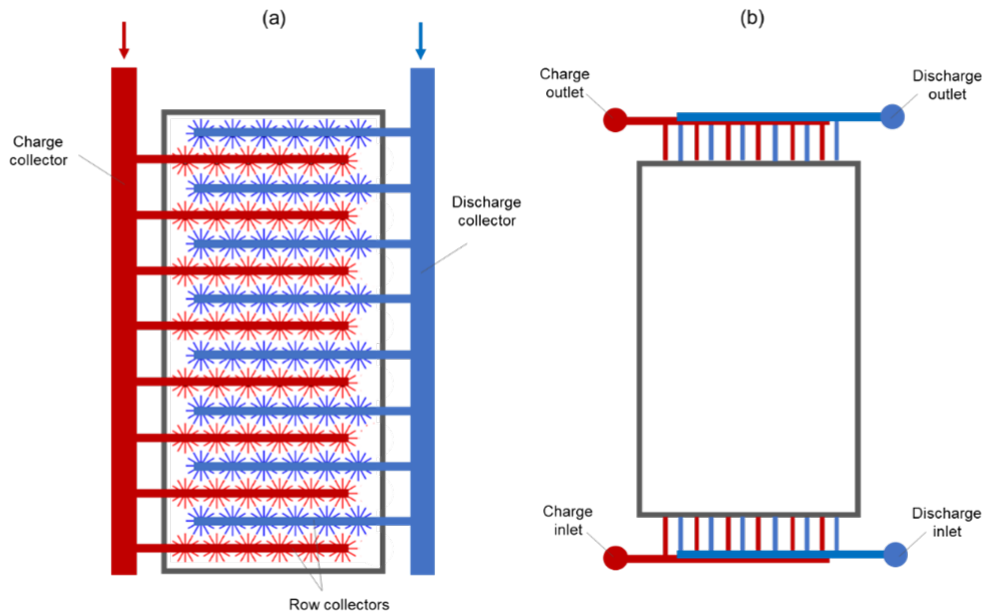 (a)
(b)
Charge
collector
Discharge
collector
Row collectors
Charge
outlet
Discharge
outlet
Charge
inlet
Discharge
inlet